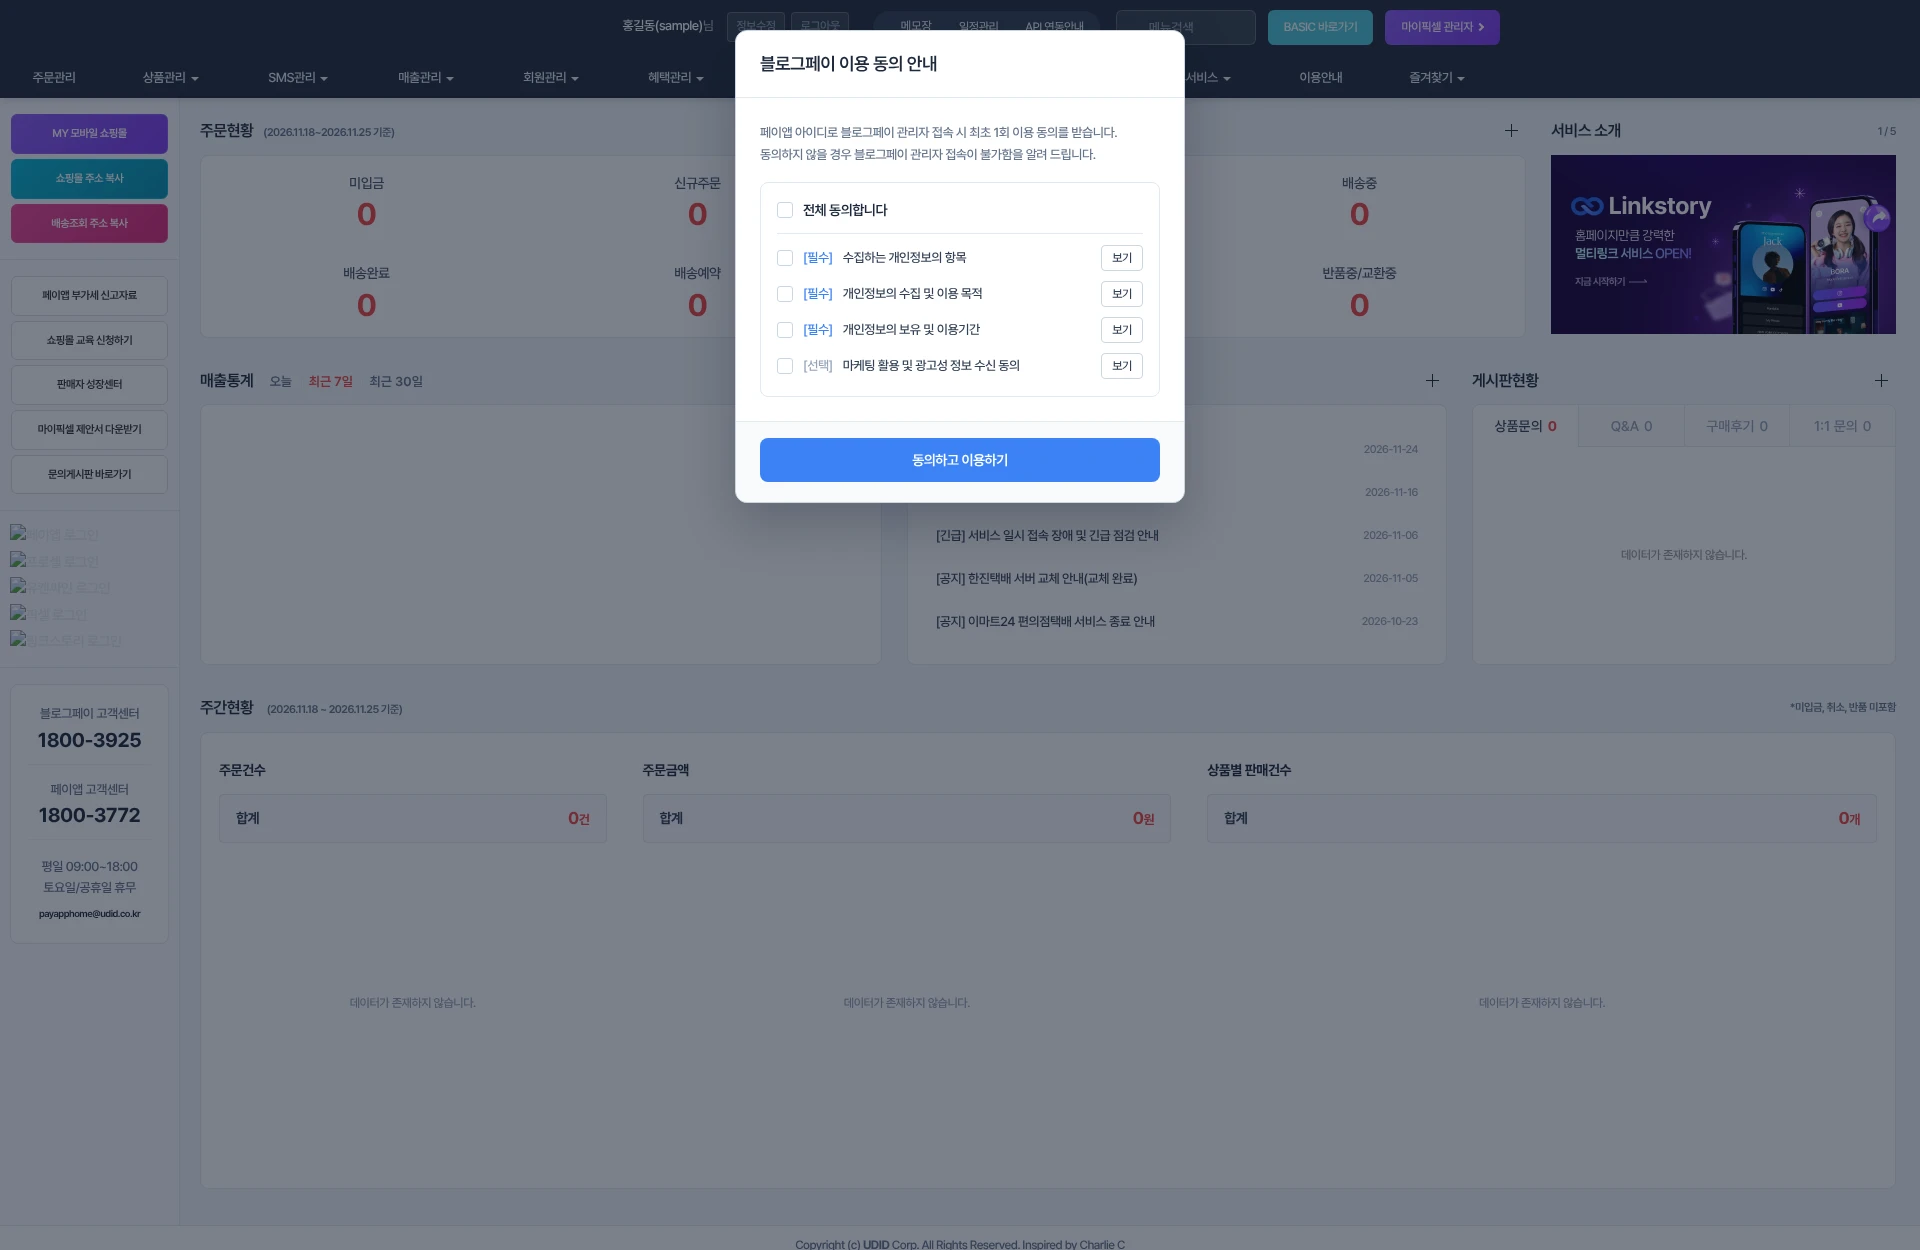 홍길동(sample)님
정보수정
로그아웃
메모장
일정관리
API 연동안내
메뉴검색
BASIC 바로가기
마이픽셀 관리자
주문관리
상품관리
SMS관리
매출관리
회원관리
혜택관리
서비스
이용안내
즐겨찾기
블로그페이 이용 동의 안내
페이앱 아이디로 블로그페이 관리자 접속 시 최초 1회 이용 동의를 받습니다.
동의하지 않을 경우 블로그페이 관리자 접속이 불가함을 알려 드립니다.
전체 동의합니다
[필수] 수집하는 개인정보의 항목 보기
[필수] 개인정보의 수집 및 이용 목적 보기
[필수] 개인정보의 보유 및 이용기간 보기
[선택] 마케팅 활용 및 광고성 정보 수신 동의 보기
동의하고 이용하기
MY 모바일 쇼핑몰
쇼핑몰 주소 복사
배송조회 주소 복사
페이앱 부가세 신고자료
쇼핑몰 교육 신청하기
판매자 성장센터
마이픽셀 제안서 다운받기
문의게시판 바로가기
페이앱 로그인
블로그페이 고객센터
1800-3925
페이앱 고객센터
1800-3772
평일 09:00~18:00
토요일/공휴일 휴무
payapphome@udid.co.kr
주문현황 (2026.11.18~2026.11.25 기준)
미입금
0
신규주문
0
배송중
0
배송완료
0
배송예약
0
반품중/교환중
0
서비스 소개
1 / 5
Linkstory
홈페이지만큼 강력한
멀티링크 서비스 OPEN!
지금 시작하기
Jack
BORA
매출통계 오늘 최근 7일 최근 30일
2026-11-24
2026-11-16
[긴급] 서비스 일시 접속 장애 및 긴급 점검 안내 2026-11-06
[공지] 한진택배 서버 교체 안내(교체 완료) 2026-11-05
[공지] 이마트24 편의점택배 서비스 종료 안내 2026-10-23
게시판현황
상품문의 0
Q&A 0
구매후기 0
1:1 문의 0
데이터가 존재하지 않습니다.
주간현황 (2026.11.18 ~ 2026.11.25 기준)
*미입금, 취소, 반품 미포함
주문건수
합계 0건
데이터가 존재하지 않습니다.
주문금액
합계 0원
데이터가 존재하지 않습니다.
상품별 판매건수
합계 0개
데이터가 존재하지 않습니다.
Copyright (c) UDID Corp. All Rights Reserved. Inspired by Charlie C